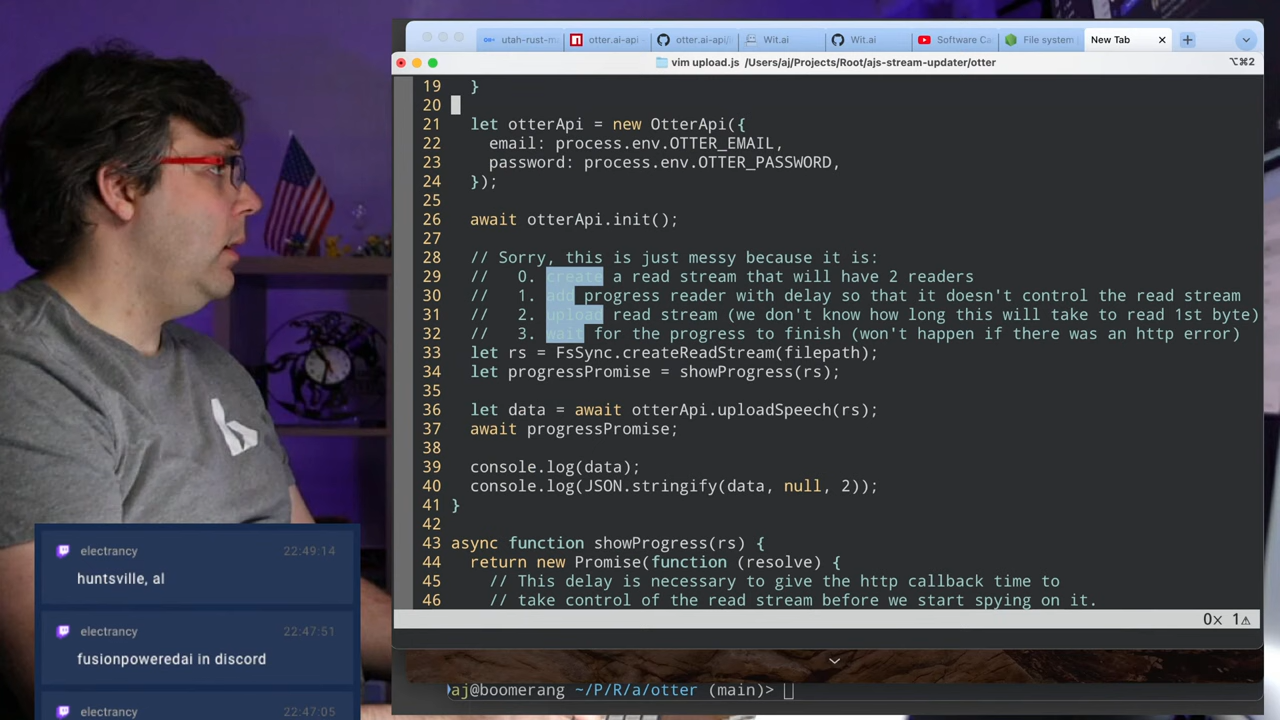 utah-rust-m
otter.ai-api
otter.ai-api/
Wit.ai
Wit.ai
Software Ca
File system
New Tab
vim upload.js /Users/aj/Projects/Root/ajs-stream-updater/otter
⌥⌘2
19 }
20
21 let otterApi = new OtterApi({
22 email: process.env.OTTER_EMAIL,
23 password: process.env.OTTER_PASSWORD,
24 });
25
26 await otterApi.init();
27
28 // Sorry, this is just messy because it is:
29 // 0. create a read stream that will have 2 readers
30 // 1. add progress reader with delay so that it doesn't control the read stream
31 // 2. upload read stream (we don't know how long this will take to read 1st byte)
32 // 3. wait for the progress to finish (won't happen if there was an http error)
33 let rs = FsSync.createReadStream(filepath);
34 let progressPromise = showProgress(rs);
35
36 let data = await otterApi.uploadSpeech(rs);
37 await progressPromise;
38
39 console.log(data);
40 console.log(JSON.stringify(data, null, 2));
41 }
42
43 async function showProgress(rs) {
44 return new Promise(function (resolve) {
45 // This delay is necessary to give the http callback time to
46 // take control of the read stream before we start spying on it.
0× 1⚠
aj@boomerang ~/P/R/a/otter (main)>
electrancy 22:49:14
huntsville, al
electrancy 22:47:51
fusionpoweredai in discord
electrancy 22:47:05